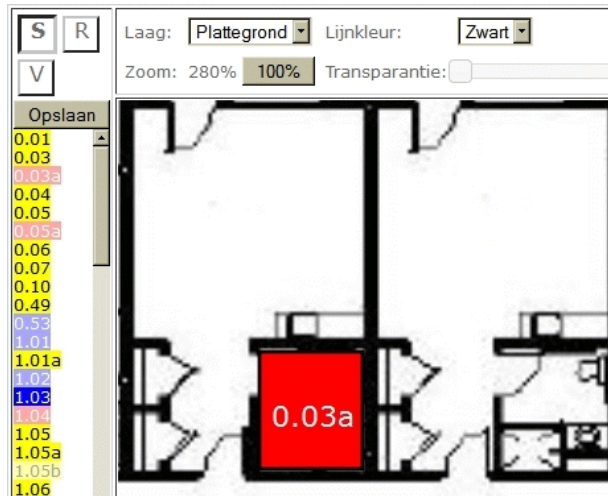 S R Laag: Plattegrond Lijnkleur: Zwart
V Zoom: 280% 100% Transparantie:
Opslaan
0.01
0.03
0.03a
0.04
0.05
0.05a
0.06
0.07
0.10
0.49
0.53
1.01
1.01a
1.02
1.03
1.04
1.05
1.05a
1.05b
1.06
0.03a